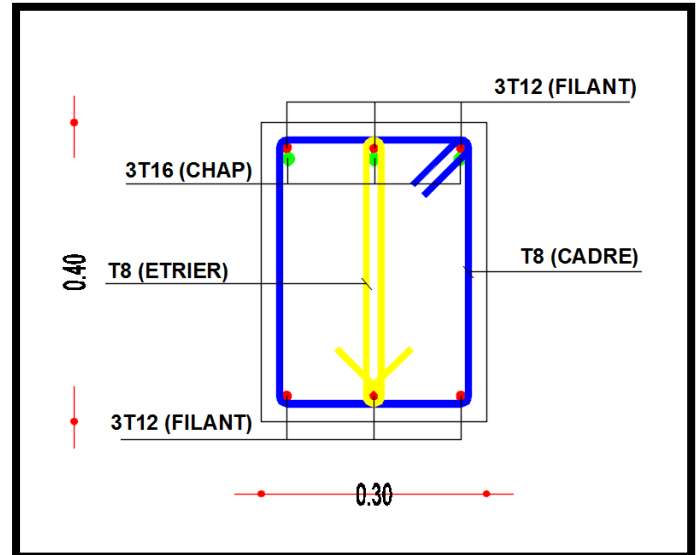 3T12 (FILANT)
3T16 (CHAP)
T8 (ETRIER)
T8 (CADRE)
0.40
3T12 (FILANT)
0.30